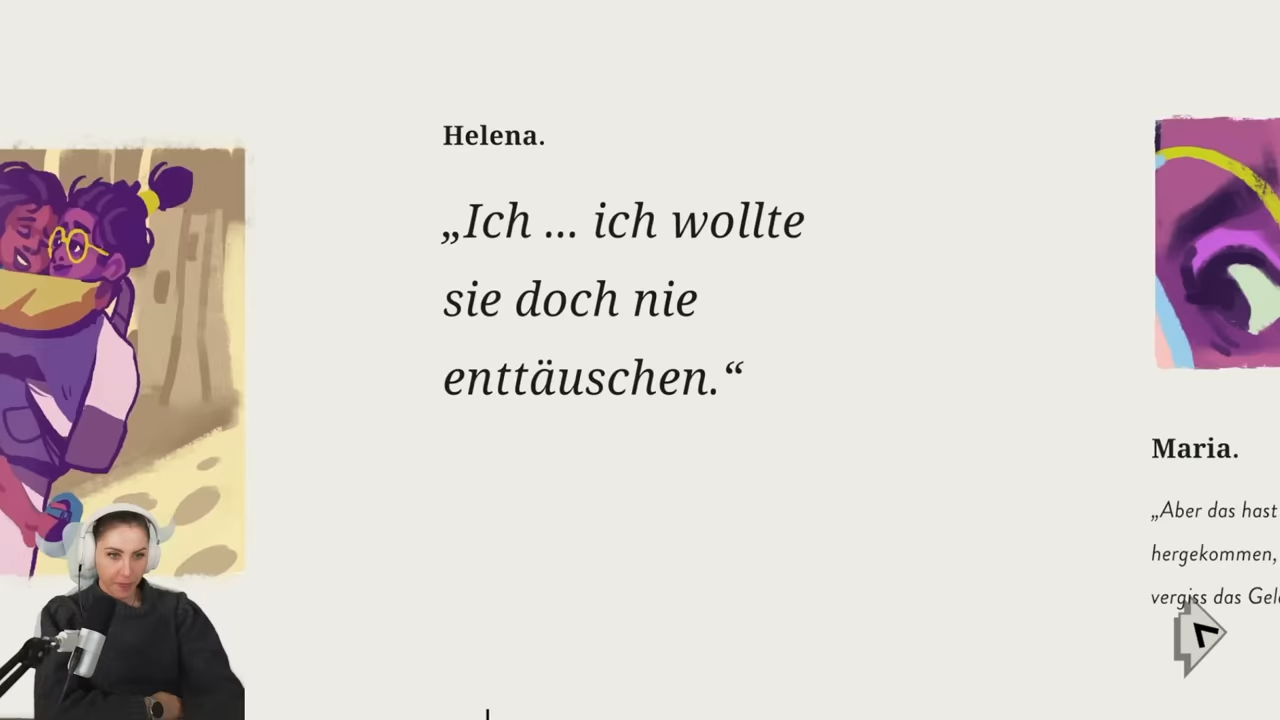 Helena.
„Ich ... ich wollte
sie doch nie
enttäuschen.“
Maria.
„Aber das hast
hergekommen,
vergiss das